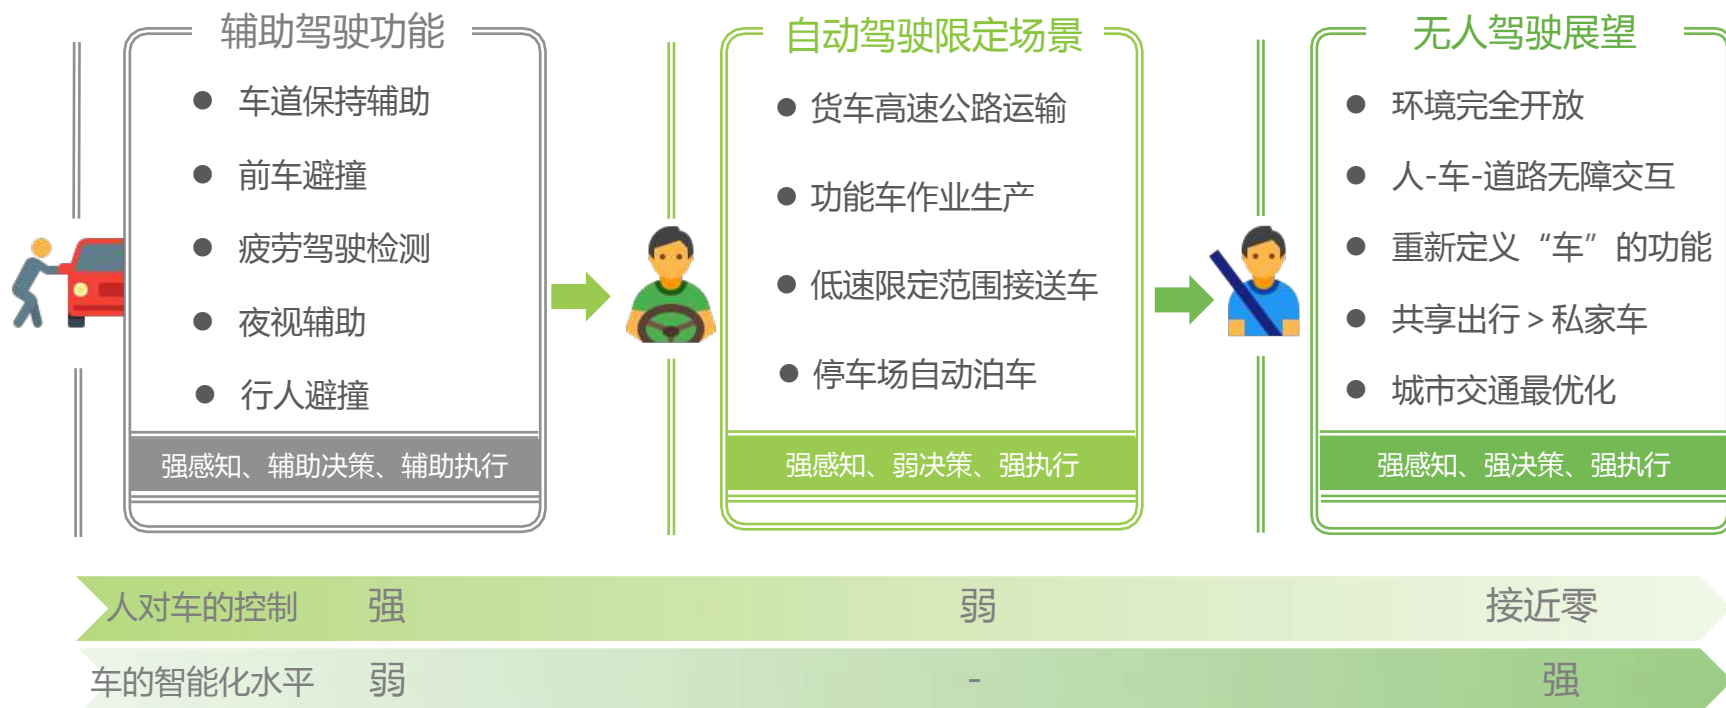 辅助驾驶功能
车道保持辅助
前车避撞
疲劳驾驶检测
夜视辅助
行人避撞
强感知、辅助决策、辅助执行
自动驾驶限定场景
货车高速公路运输
功能车作业生产
低速限定范围接送车
停车场自动泊车
强感知、弱决策、强执行
无人驾驶展望
环境完全开放
人-车-道路无障交互
重新定义“车”的功能
共享出行 > 私家车
城市交通最优化
强感知、强决策、强执行
人对车的控制 强 弱 接近零
车的智能化水平 弱 - 强